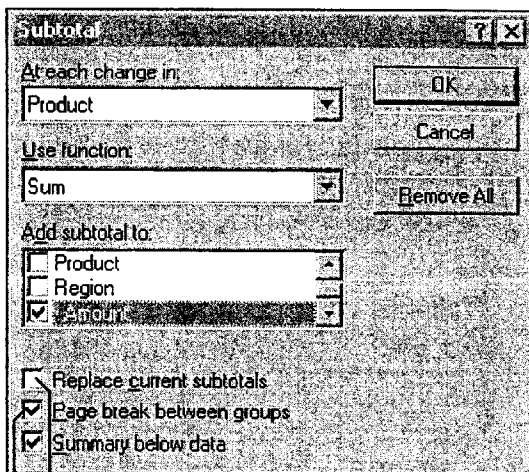 Subtotal
At each change in:
Product
OK
Cancel
Use function:
Sum
Remove All
Add subtotal to:
Product
Region
Amount
Replace current subtotals
Page break between groups
Summary below data